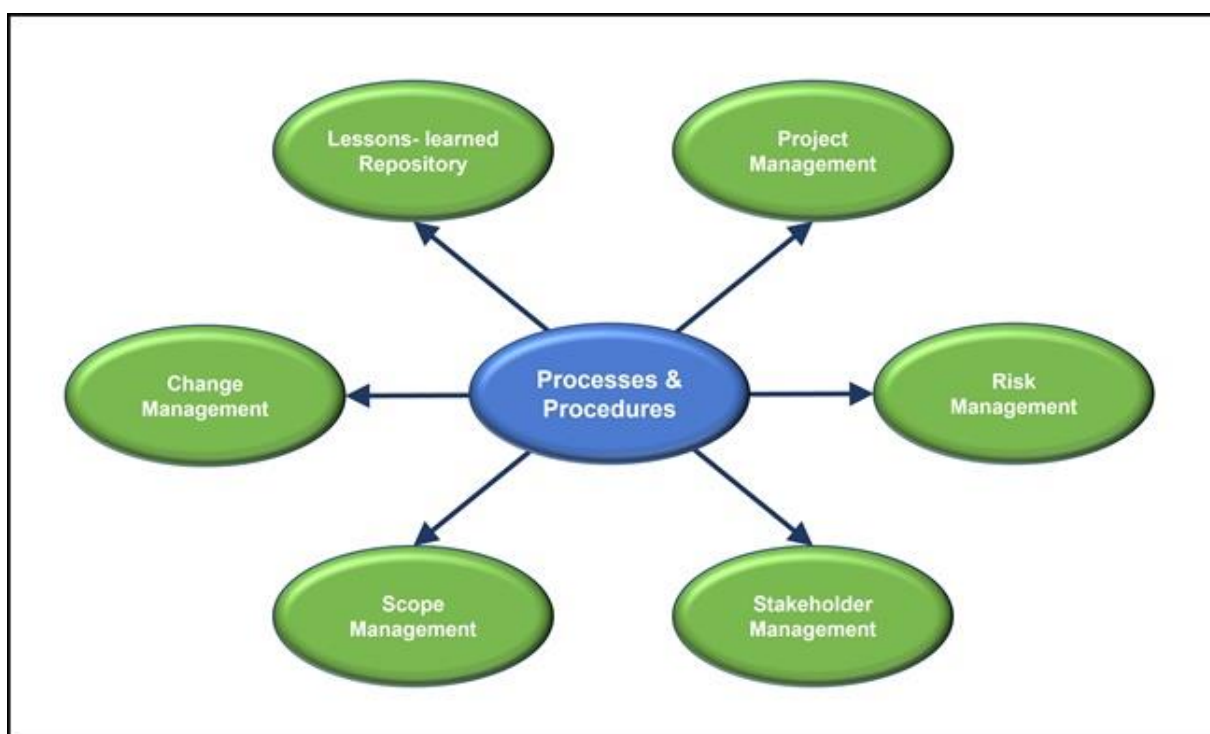 Lessons- learned
Repository
Project
Management
Change
Management
Processes &
Procedures
Risk
Management
Scope
Management
Stakeholder
Management